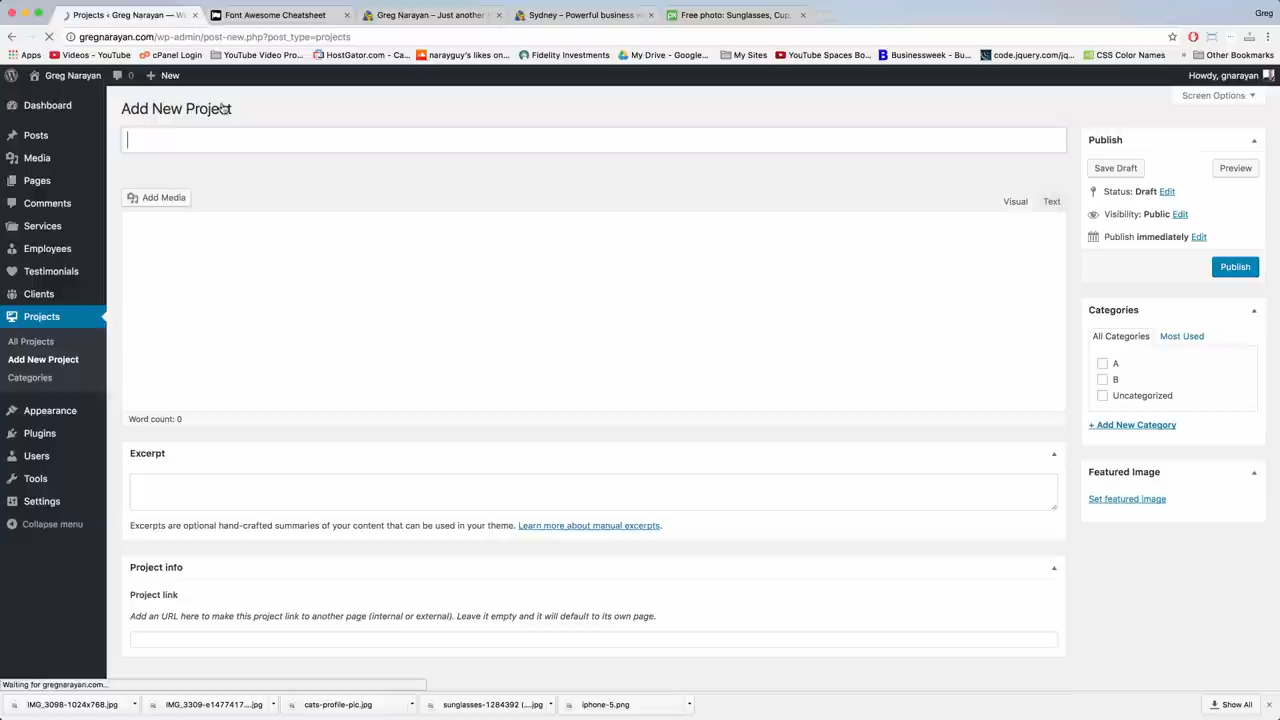 Projects ‹ Greg Narayan — Wo
Font Awesome Cheatsheet
Greg Narayan – Just another
Sydney – Powerful business w
Free photo: Sunglasses, Cup,
Greg
gregnarayan.com/wp-admin/post-new.php?post_type=projects
Apps
Videos - YouTube
cPanel Login
YouTube Video Pro...
HostGator.com - Ca...
narayguy's likes on...
Fidelity Investments
My Drive - Google...
My Sites
YouTube Spaces Bo...
Businessweek - Bu...
code.jquery.com/jq...
CSS Color Names
»
Other Bookmarks
Greg Narayan
0
+ New
Howdy, gnarayan
Screen Options
Dashboard
Posts
Media
Pages
Comments
Services
Employees
Testimonials
Clients
Projects
All Projects
Add New Project
Categories
Appearance
Plugins
Users
Tools
Settings
Collapse menu
Add New Project
Add Media
Visual
Text
Word count: 0
Excerpt
Excerpts are optional hand-crafted summaries of your content that can be used in your theme. Learn more about manual excerpts.
Project info
Project link
Add an URL here to make this project link to another page (internal or external). Leave it empty and it will default to its own page.
Publish
Save Draft
Preview
Status: Draft Edit
Visibility: Public Edit
Publish immediately Edit
Publish
Categories
All Categories
Most Used
A
B
Uncategorized
+ Add New Category
Featured Image
Set featured image
Waiting for gregnarayan.com...
IMG_3098-1024x768.jpg
IMG_3309-e1477417....jpg
cats-profile-pic.jpg
sunglasses-1284392 (....jpg
iphone-5.png
Show All